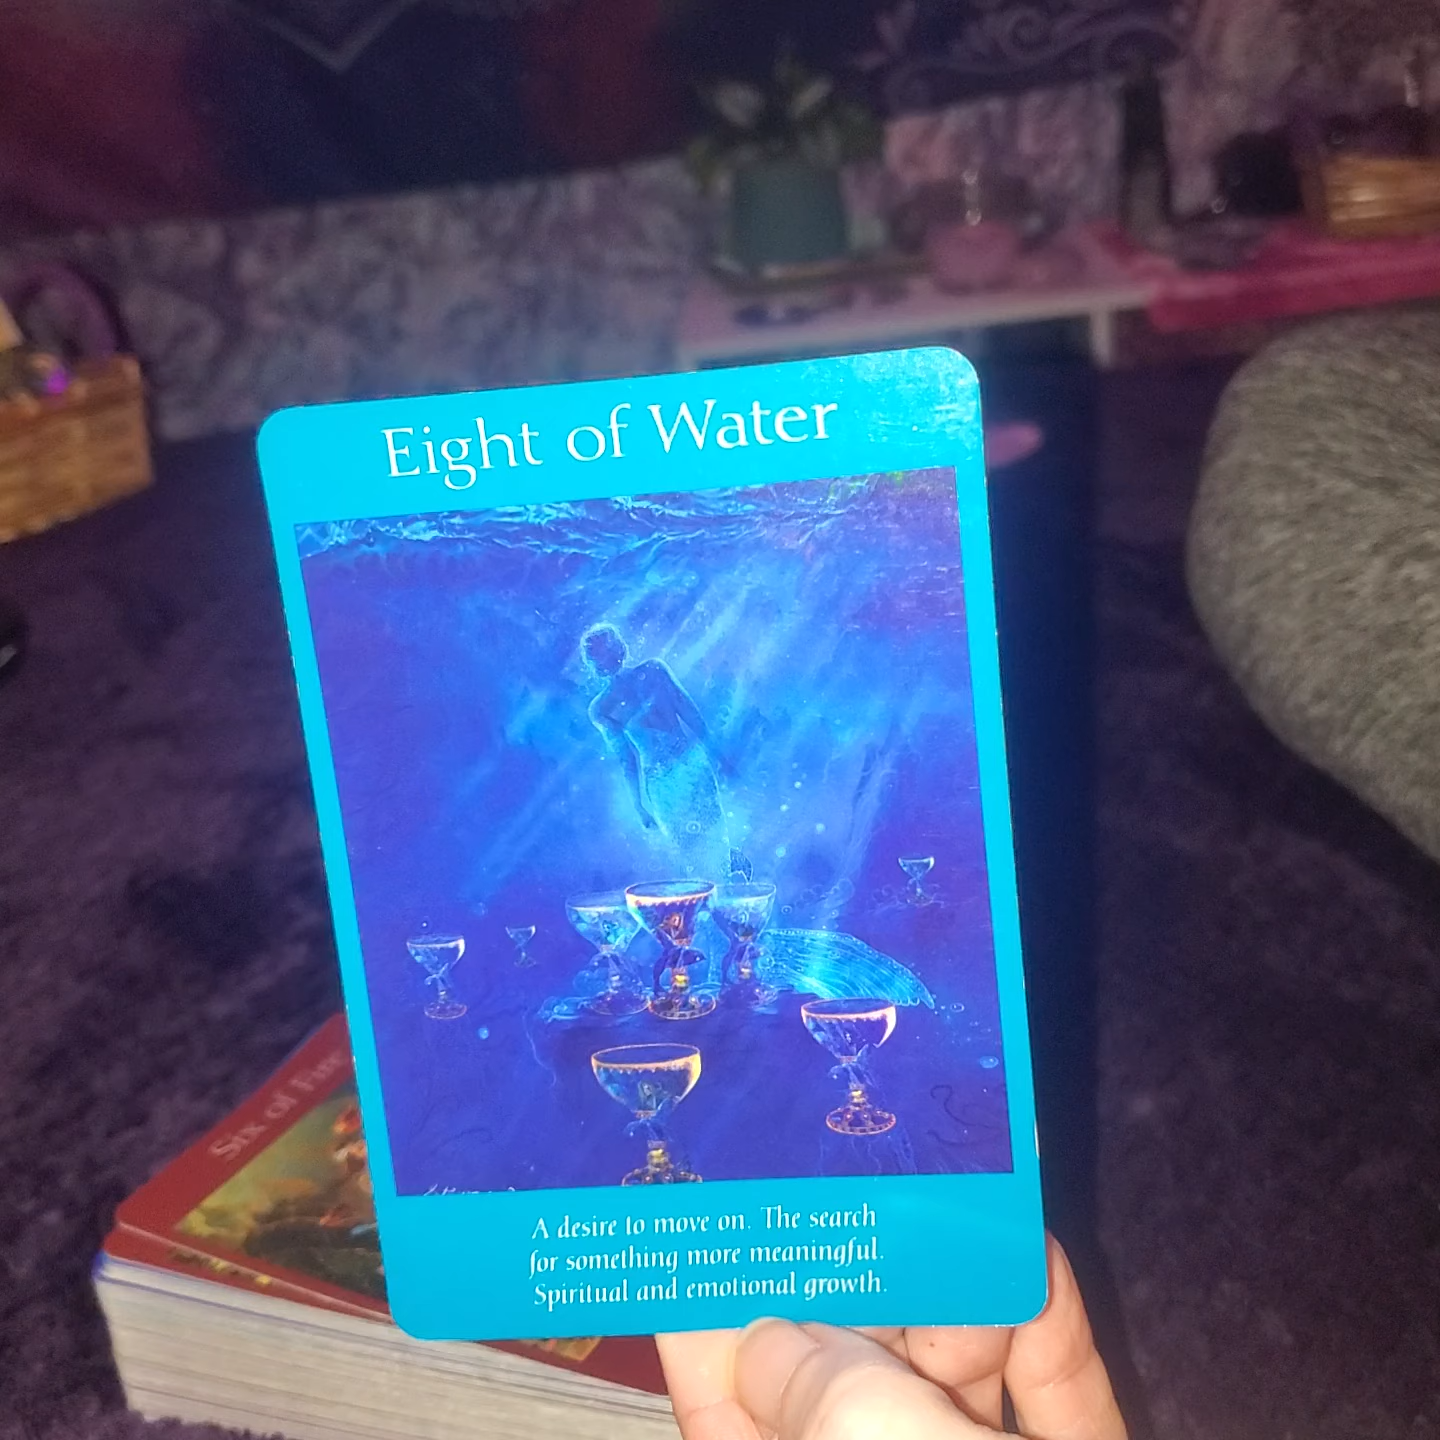 Eight of Water
A desire to move on. The search
for something more meaningful.
Spiritual and emotional growth.
Six of Fire